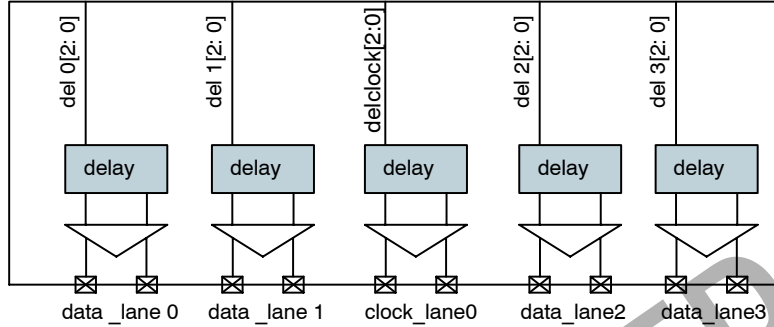 del 0[2: 0]
del 1[2: 0]
delclock[2:0]
del 2[2: 0]
del 3[2: 0]
delay
delay
delay
delay
delay
data _lane 0
data _lane 1
clock_lane0
data_lane2
data_lane3